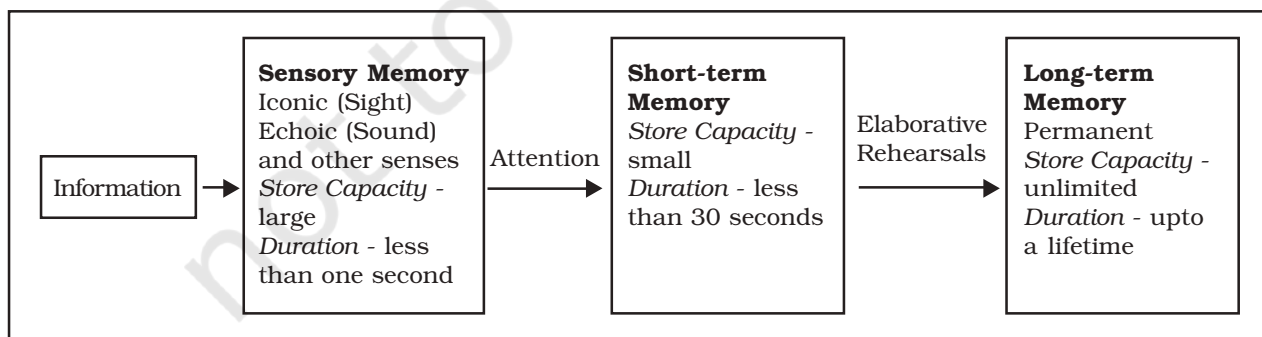 Information
Sensory Memory
Iconic (Sight)
Echoic (Sound)
and other senses
Store Capacity -
large
Duration - less
than one second
Attention
Short-term
Memory
Store Capacity -
small
Duration - less
than 30 seconds
Elaborative
Rehearsals
Long-term
Memory
Permanent
Store Capacity -
unlimited
Duration - upto
a lifetime
not to